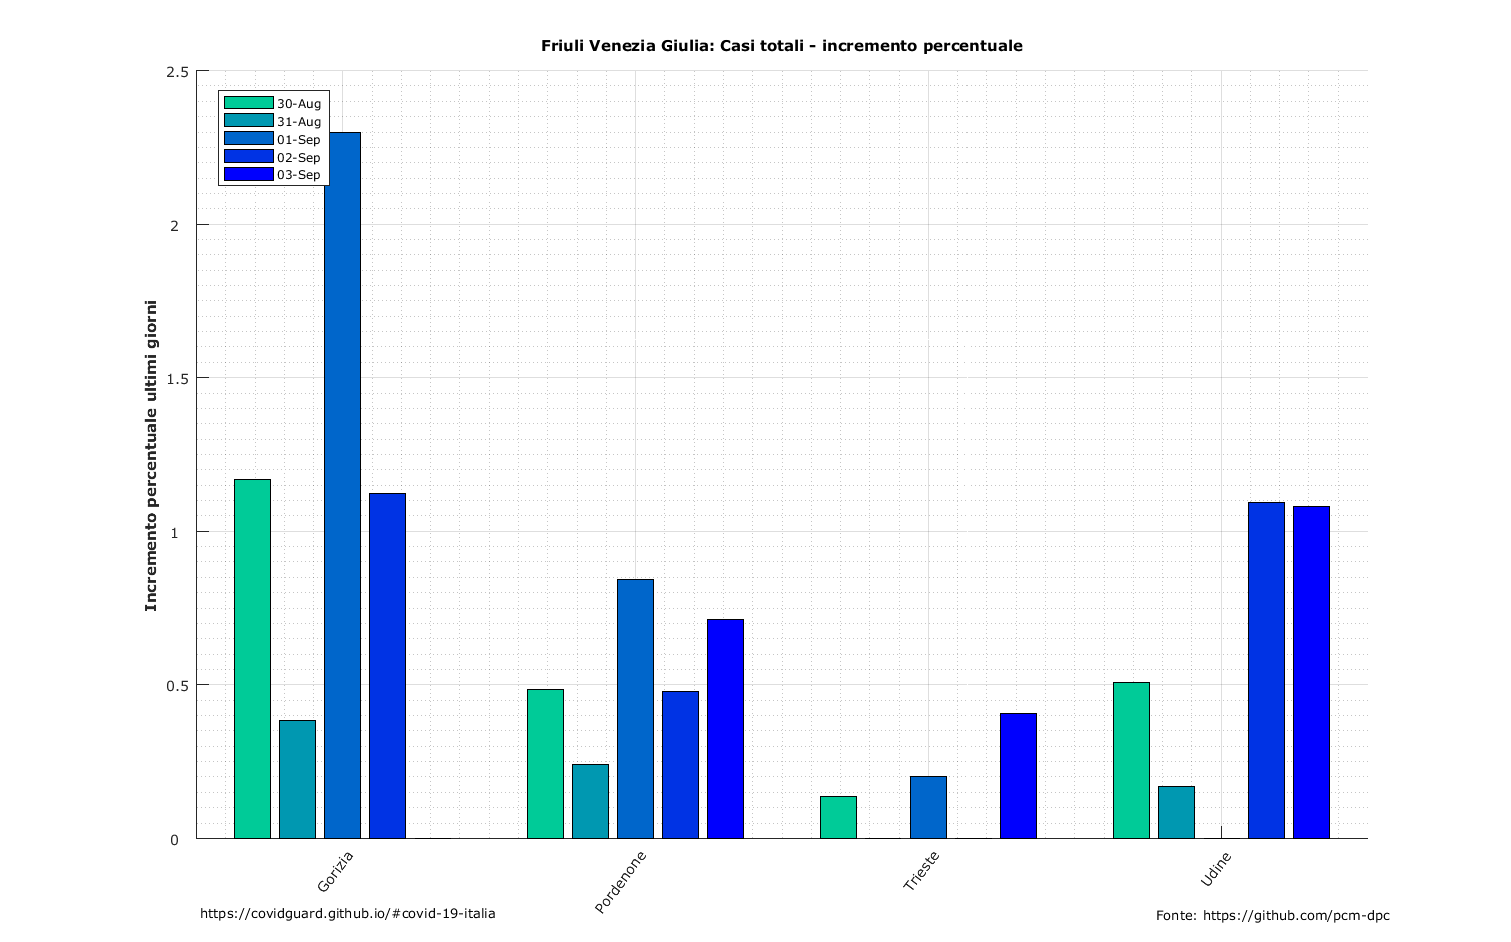 Friuli Venezia Giulia: Casi totali - incremento percentuale
2.5
2
1.5
1
0.5
0
Incremento percentuale ultimi giorni
30-Aug
31-Aug
01-Sep
02-Sep
03-Sep
Gorizia
Pordenone
Trieste
Udine
https://covidguard.github.io/#covid-19-italia
Fonte: https://github.com/pcm-dpc